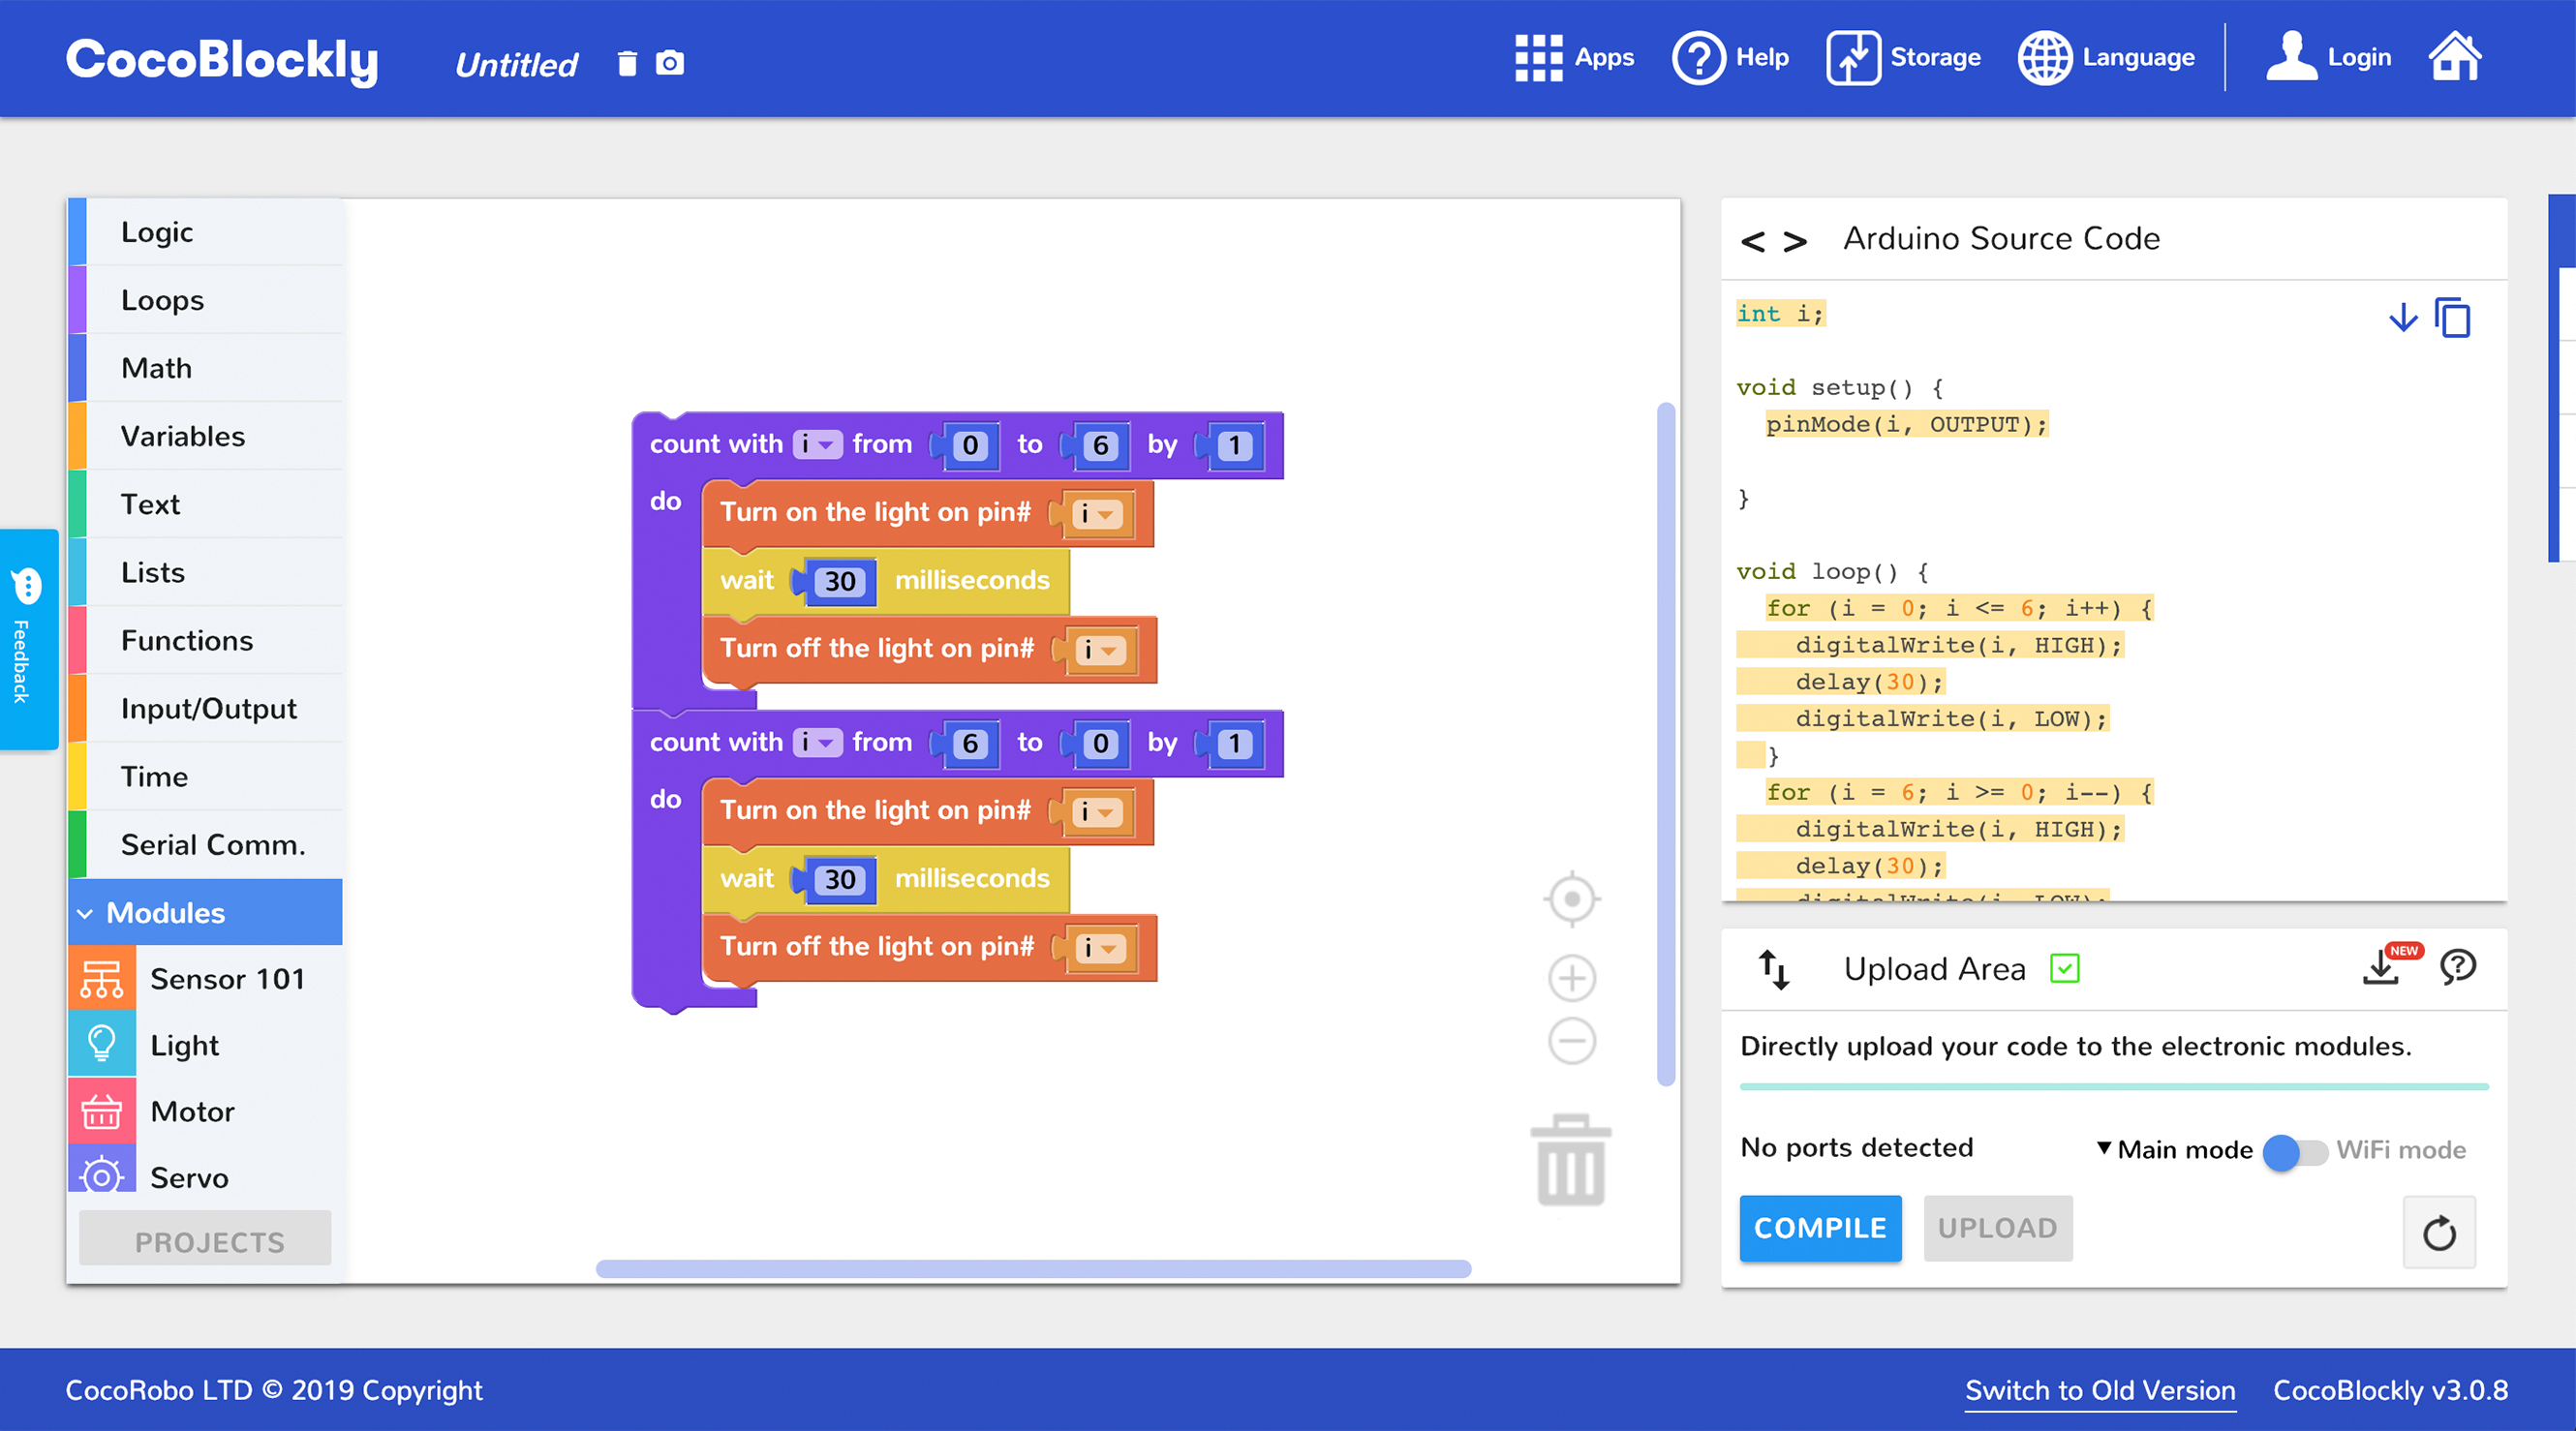 CocoBlockly
Untitled
Apps
Help
Storage
Language
Login
Feedback
Logic
Loops
Math
Variables
Text
Lists
Functions
Input/Output
Time
Serial Comm.
Modules
Sensor 101
Light
Motor
Servo
PROJECTS
count with i from 0 to 6 by 1
do
Turn on the light on pin# i
wait 30 milliseconds
Turn off the light on pin# i
count with i from 6 to 0 by 1
do
Turn on the light on pin# i
wait 30 milliseconds
Turn off the light on pin# i
< > Arduino Source Code
int i;
void setup() {
pinMode(i, OUTPUT);
}
void loop() {
for (i = 0; i <= 6; i++) {
digitalWrite(i, HIGH);
delay(30);
digitalWrite(i, LOW);
}
for (i = 6; i >= 0; i--) {
digitalWrite(i, HIGH);
delay(30);
digitalWrite(i, LOW);
Upload Area
NEW
Directly upload your code to the electronic modules.
No ports detected
Main mode
WiFi mode
COMPILE
UPLOAD
CocoRobo LTD © 2019 Copyright
Switch to Old Version
CocoBlockly v3.0.8